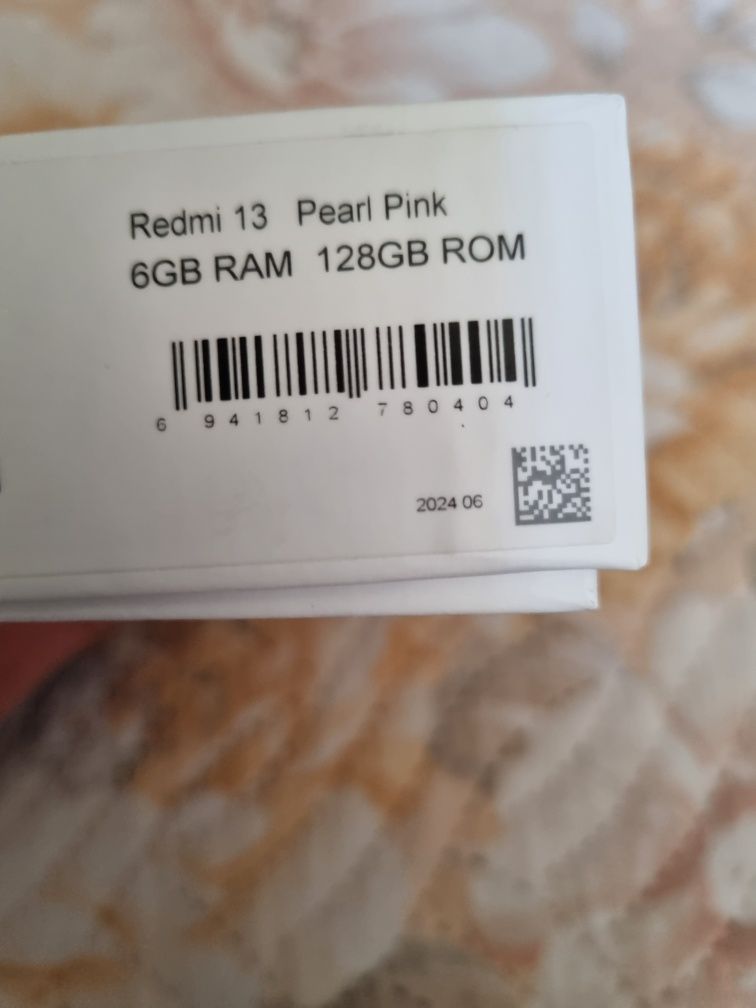 Redmi 13 Pearl Pink
6GB RAM 128GB ROM
6 941812 780404
2024 06